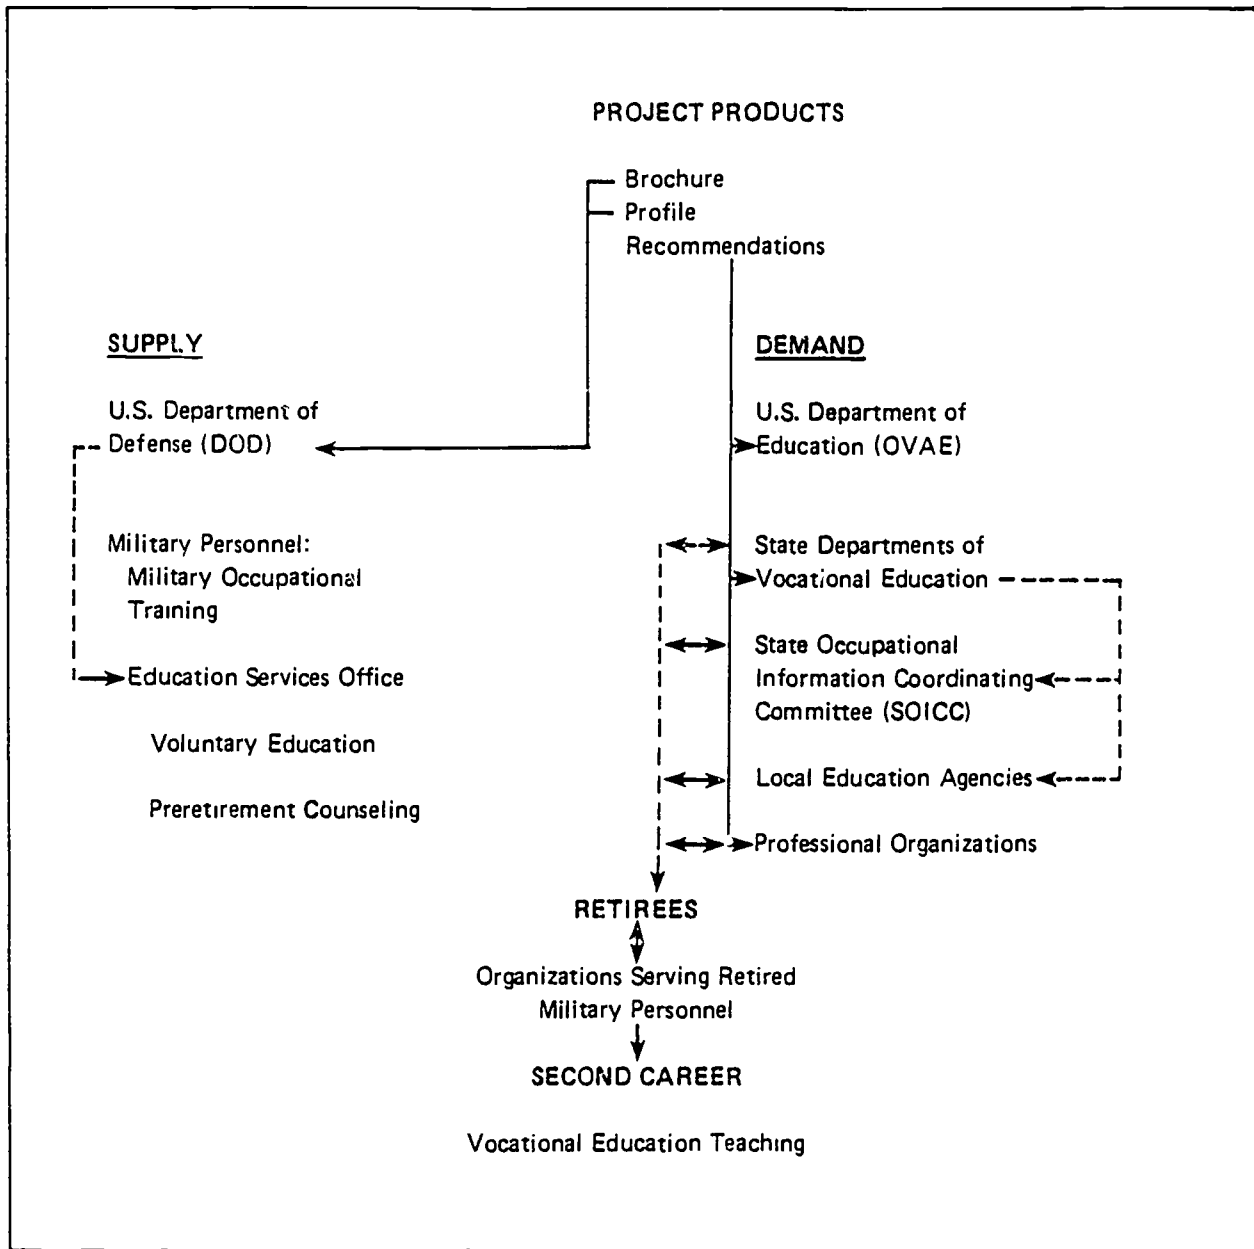 PROJECT PRODUCTS
Brochure
Profile
Recommendations
SUPPLY
U.S. Department of
Defense (DOD)
Military Personnel:
Military Occupational
Training
Education Services Office
Voluntary Education
Preretirement Counseling
DEMAND
U.S. Department of
Education (OVAE)
State Departments of
Vocational Education
State Occupational
Information Coordinating
Committee (SOICC)
Local Education Agencies
Professional Organizations
RETIREES
Organizations Serving Retired
Military Personnel
SECOND CAREER
Vocational Education Teaching